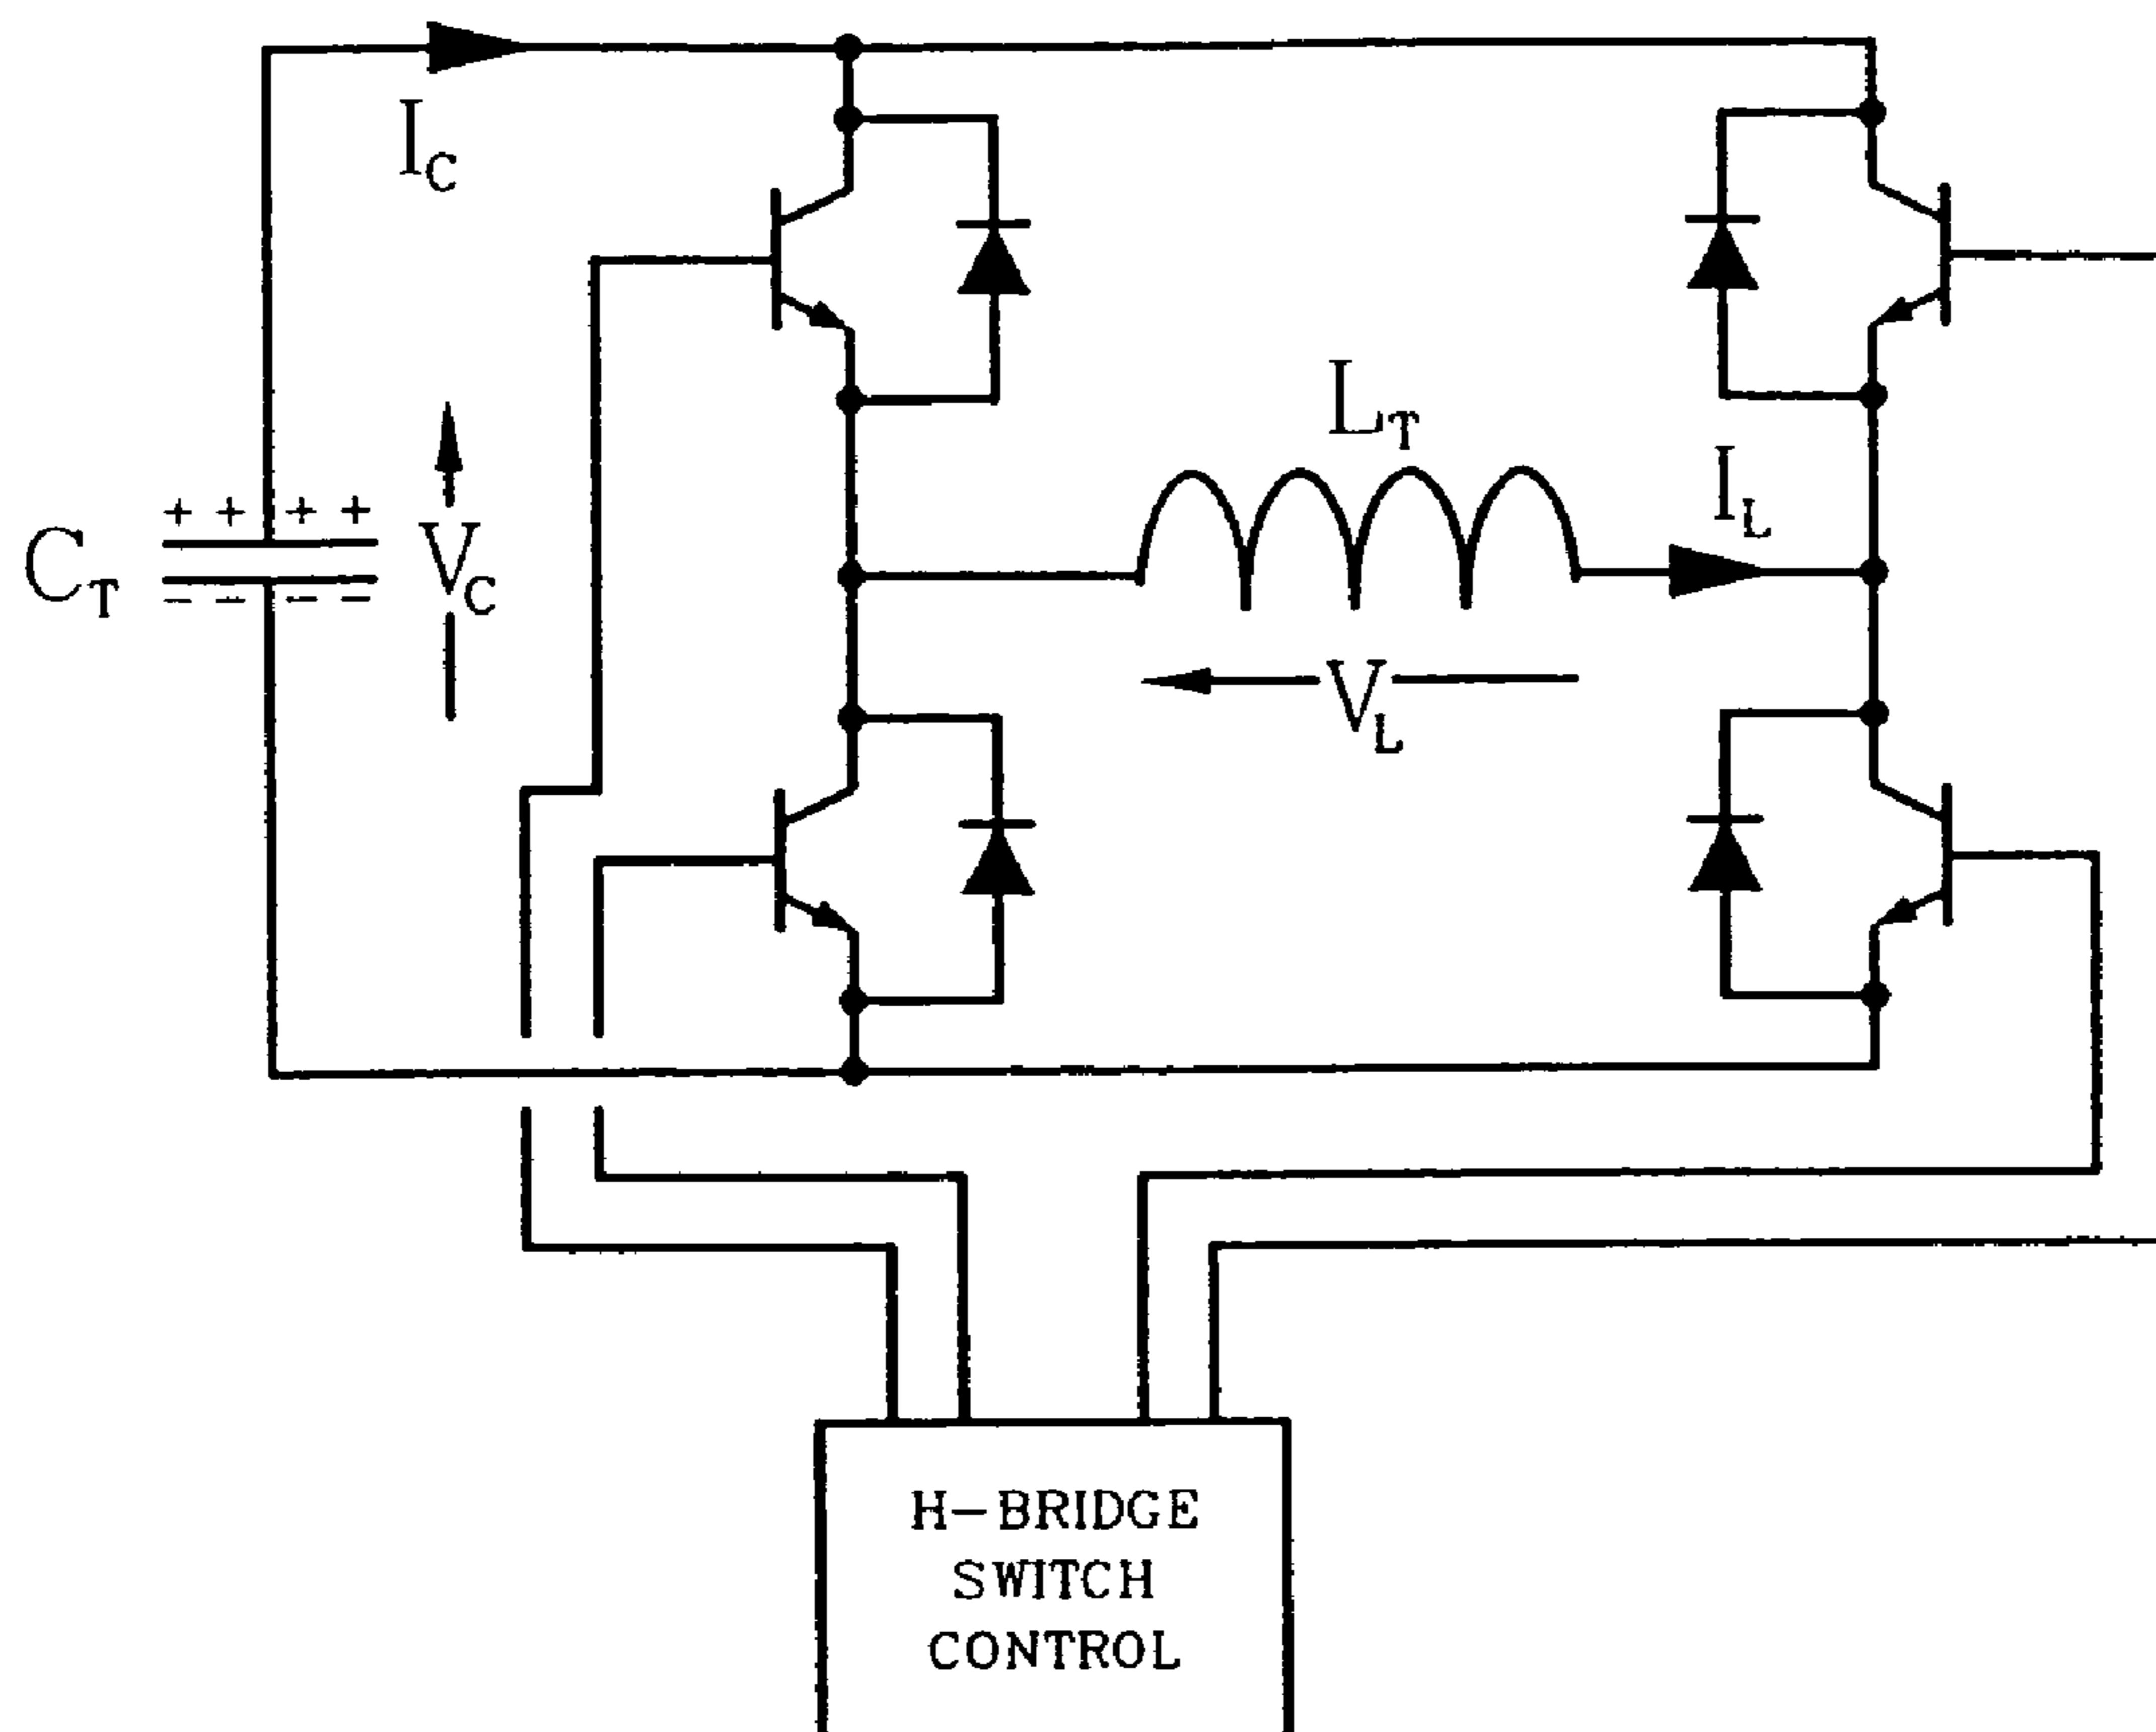 I_C
L_T
I_L
+ + + +
C_T
V_C
- - - -
V_L
H-BRIDGE
SWITCH
CONTROL